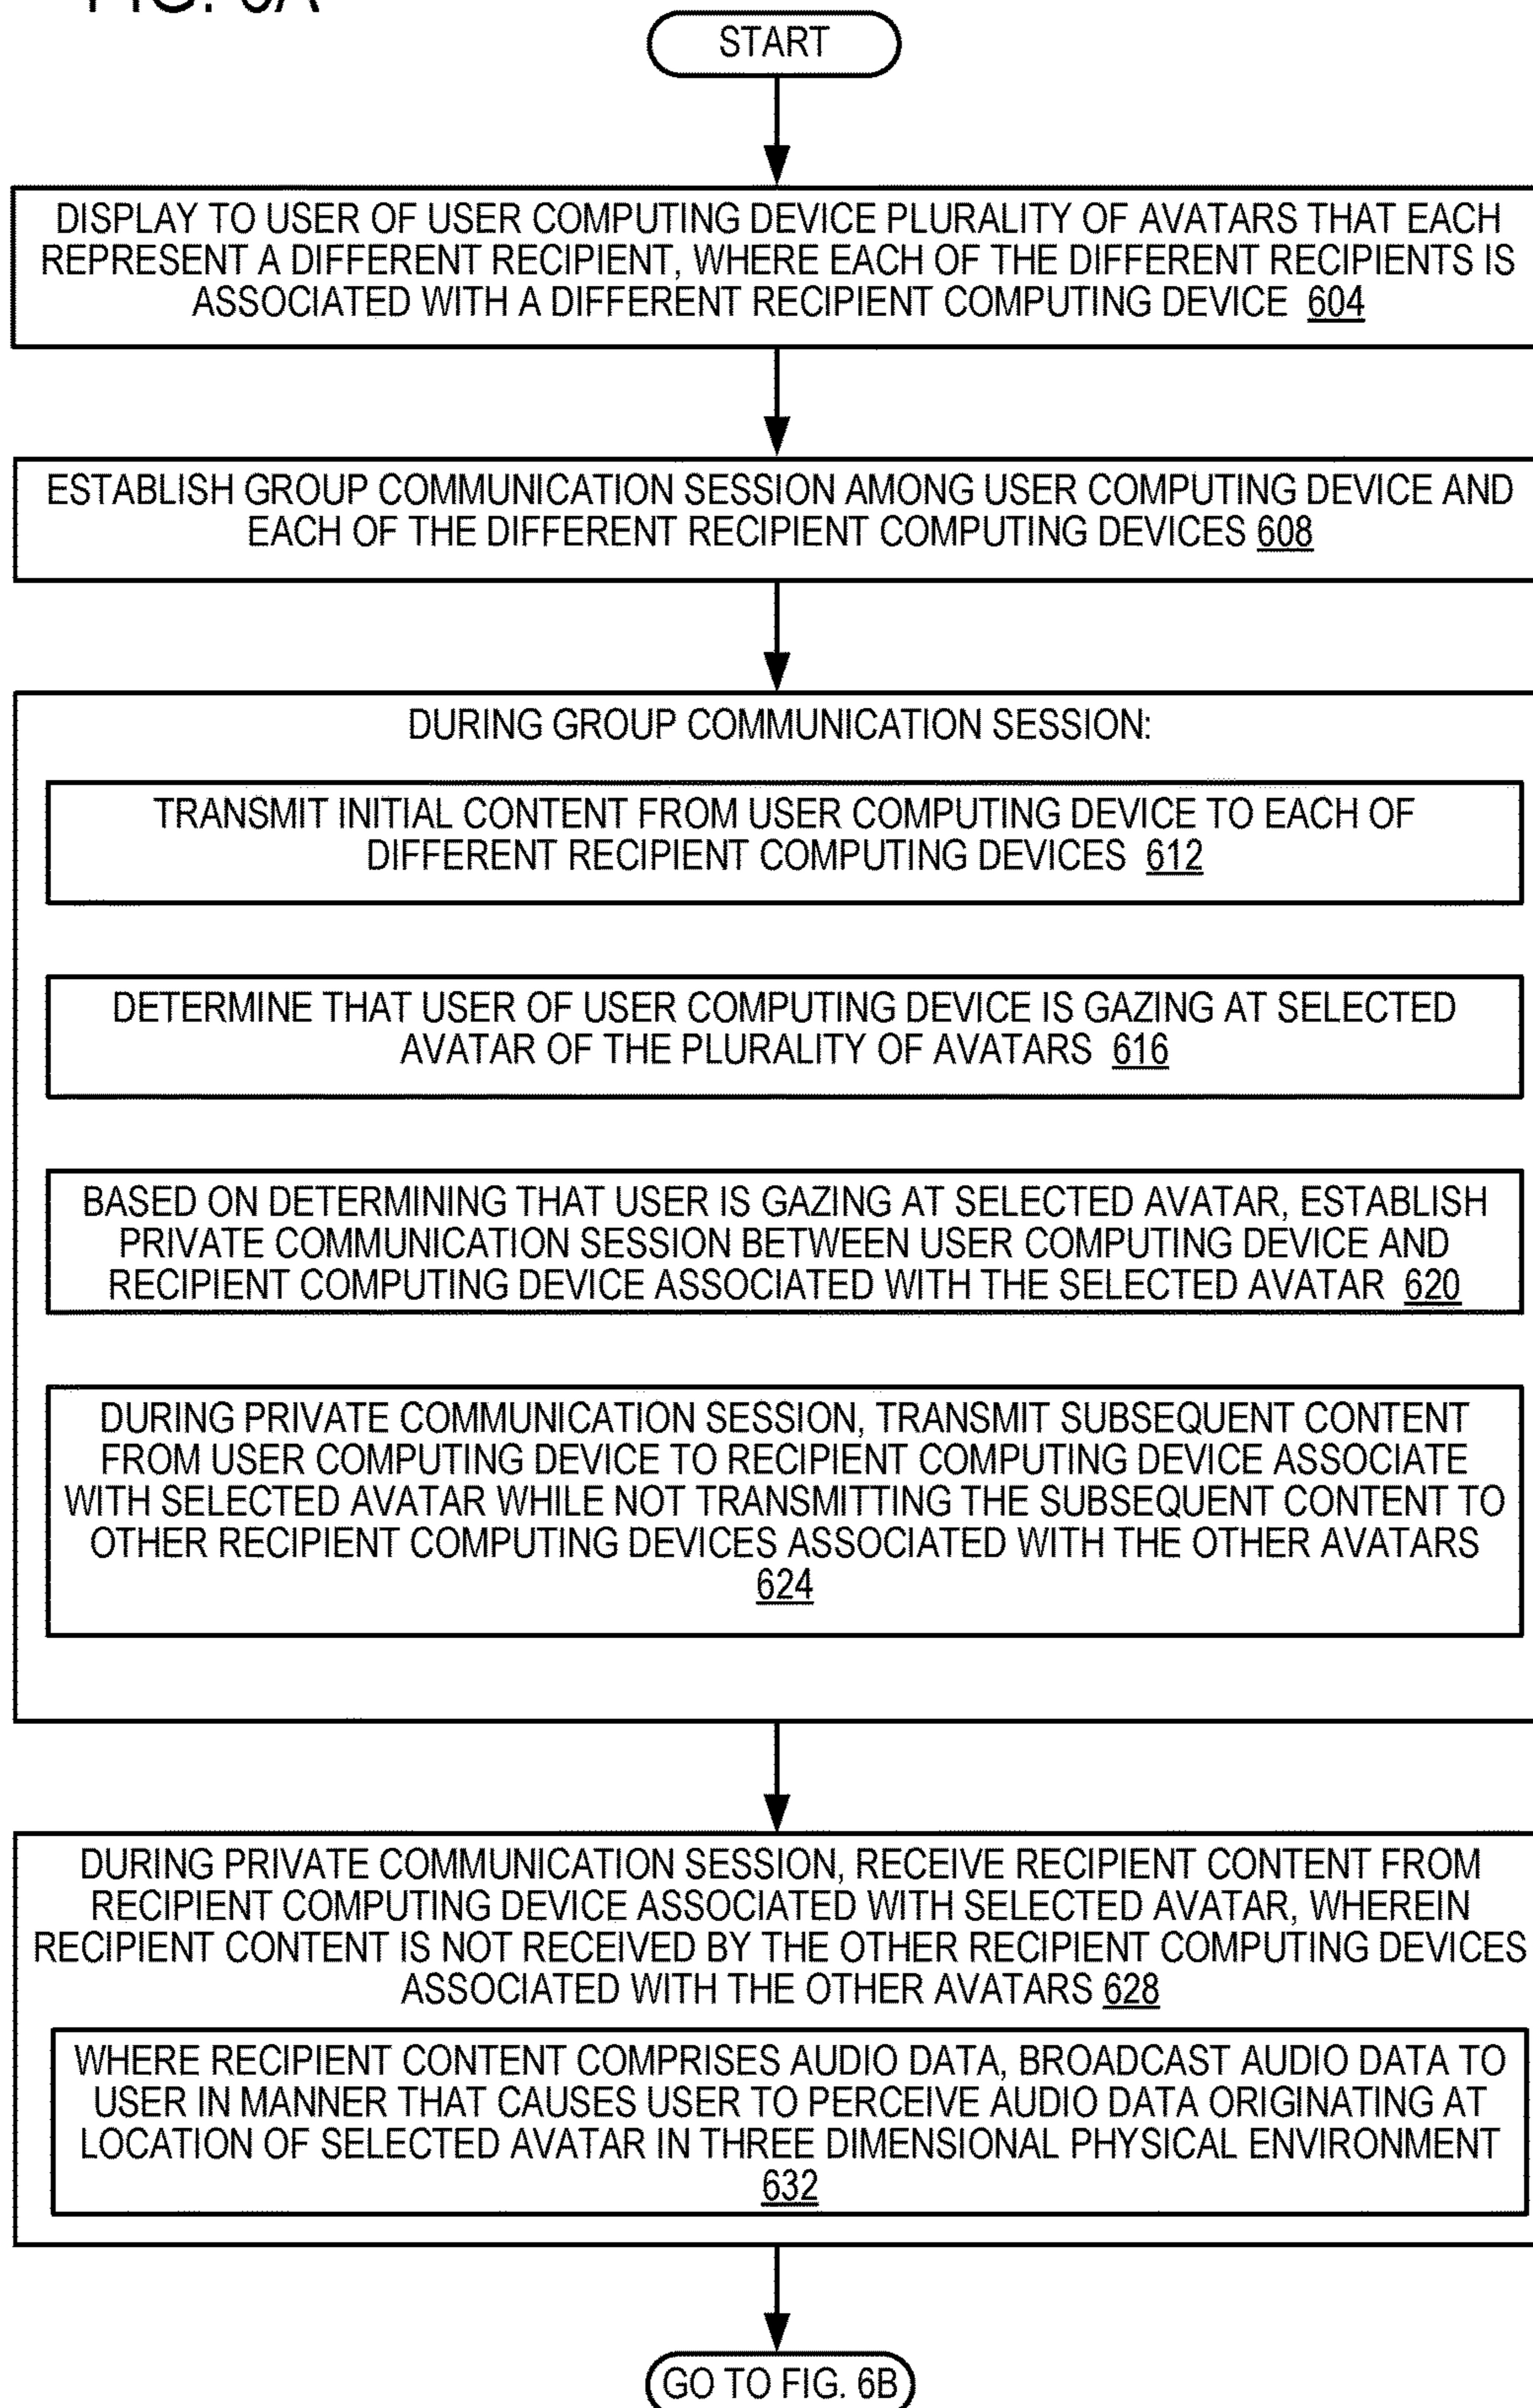 FIG. 6A
START
DISPLAY TO USER OF USER COMPUTING DEVICE PLURALITY OF AVATARS THAT EACH
REPRESENT A DIFFERENT RECIPIENT, WHERE EACH OF THE DIFFERENT RECIPIENTS IS
ASSOCIATED WITH A DIFFERENT RECIPIENT COMPUTING DEVICE 604
ESTABLISH GROUP COMMUNICATION SESSION AMONG USER COMPUTING DEVICE AND
EACH OF THE DIFFERENT RECIPIENT COMPUTING DEVICES 608
DURING GROUP COMMUNICATION SESSION:
TRANSMIT INITIAL CONTENT FROM USER COMPUTING DEVICE TO EACH OF
DIFFERENT RECIPIENT COMPUTING DEVICES 612
DETERMINE THAT USER OF USER COMPUTING DEVICE IS GAZING AT SELECTED
AVATAR OF THE PLURALITY OF AVATARS 616
BASED ON DETERMINING THAT USER IS GAZING AT SELECTED AVATAR, ESTABLISH
PRIVATE COMMUNICATION SESSION BETWEEN USER COMPUTING DEVICE AND
RECIPIENT COMPUTING DEVICE ASSOCIATED WITH THE SELECTED AVATAR 620
DURING PRIVATE COMMUNICATION SESSION, TRANSMIT SUBSEQUENT CONTENT
FROM USER COMPUTING DEVICE TO RECIPIENT COMPUTING DEVICE ASSOCIATE
WITH SELECTED AVATAR WHILE NOT TRANSMITTING THE SUBSEQUENT CONTENT TO
OTHER RECIPIENT COMPUTING DEVICES ASSOCIATED WITH THE OTHER AVATARS
624
DURING PRIVATE COMMUNICATION SESSION, RECEIVE RECIPIENT CONTENT FROM
RECIPIENT COMPUTING DEVICE ASSOCIATED WITH SELECTED AVATAR, WHEREIN
RECIPIENT CONTENT IS NOT RECEIVED BY THE OTHER RECIPIENT COMPUTING DEVICES
ASSOCIATED WITH THE OTHER AVATARS 628
WHERE RECIPIENT CONTENT COMPRISES AUDIO DATA, BROADCAST AUDIO DATA TO
USER IN MANNER THAT CAUSES USER TO PERCEIVE AUDIO DATA ORIGINATING AT
LOCATION OF SELECTED AVATAR IN THREE DIMENSIONAL PHYSICAL ENVIRONMENT
632
GO TO FIG. 6B